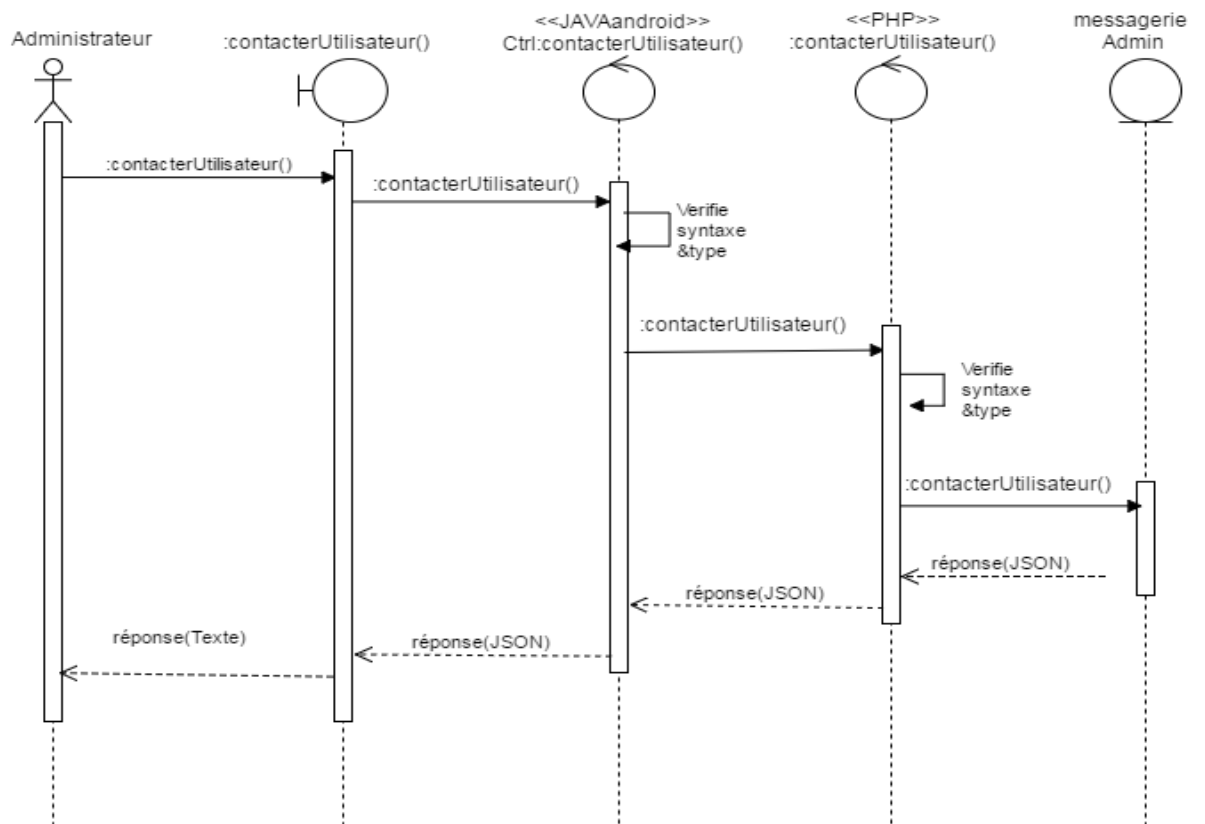 Administrateur
:contacterUtilisateur()
<<JAVAandroid>>
Ctrl:contacterUtilisateur()
<<PHP>>
:contacterUtilisateur()
messagerie
Admin
:contacterUtilisateur()
:contacterUtilisateur()
Verifie
syntaxe
&type
:contacterUtilisateur()
Verifie
syntaxe
&type
:contacterUtilisateur()
réponse(JSON)
réponse(JSON)
réponse(JSON)
réponse(Texte)